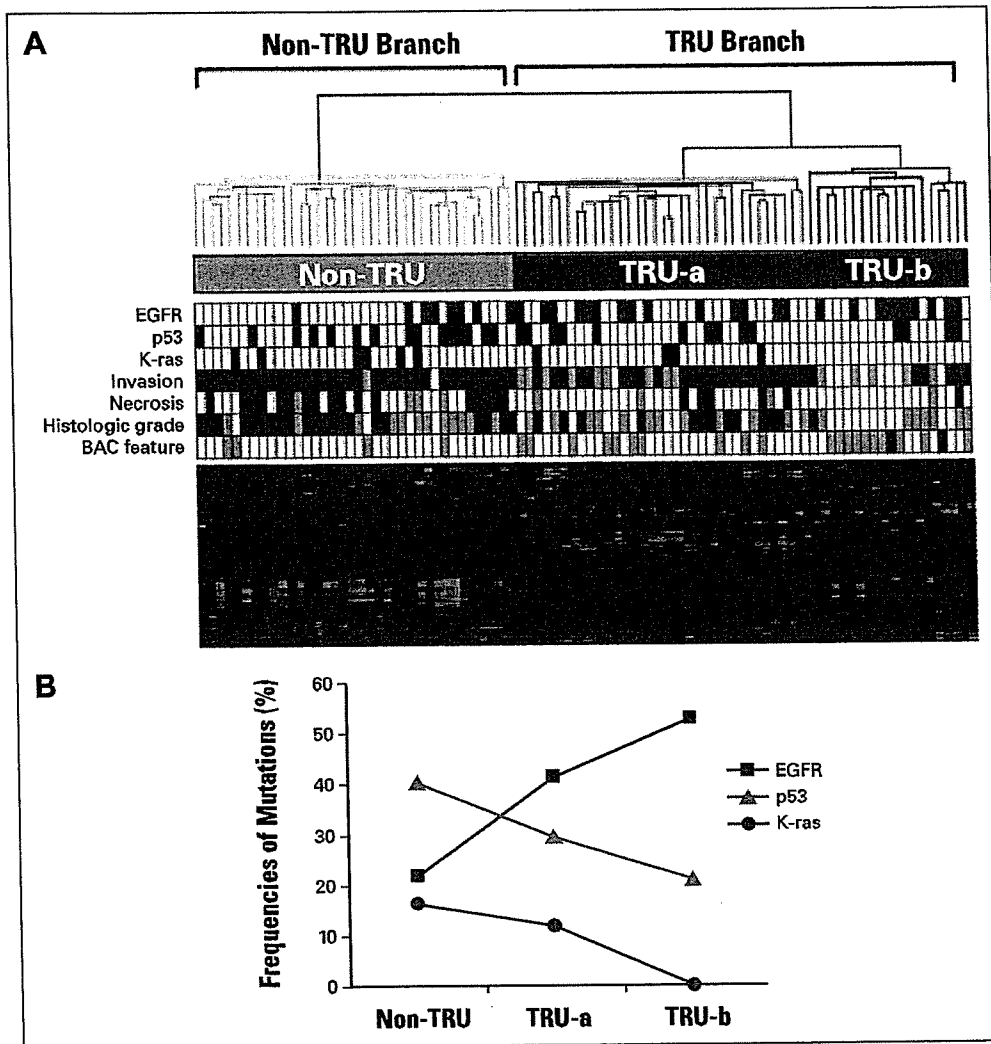 A
Non-TRU Branch
TRU Branch
Non-TRU
TRU-a
TRU-b
EGFR
p53
K-ras
Invasion
Necrosis
Histologic grade
BAC feature
B
Frequencies of Mutations (%)
60
50
40
30
20
10
0
EGFR
p53
K-ras
Non-TRU
TRU-a
TRU-b